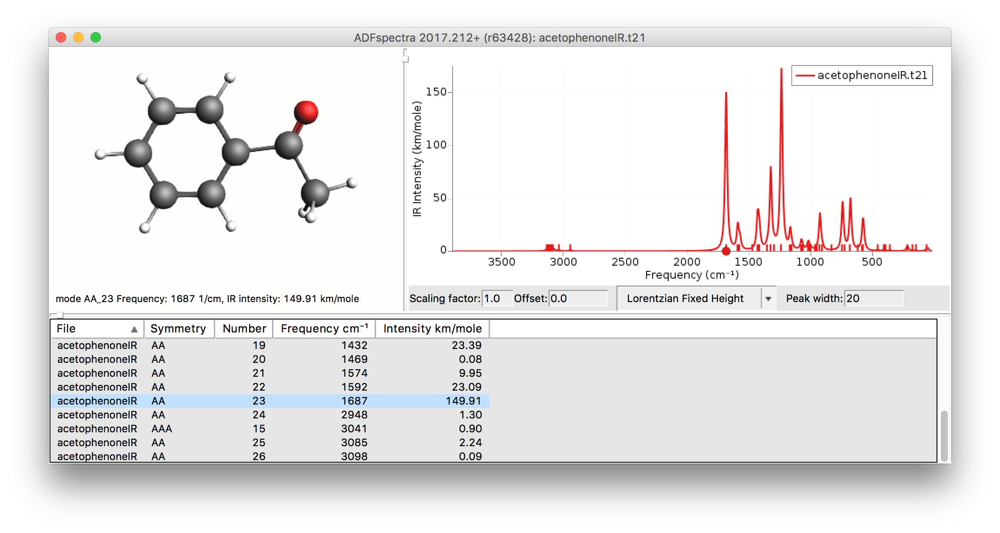 ADFspectra 2017.212+ (r63428): acetophenoneIR.t21
acetophenoneIR.t21
IR Intensity (km/mole)
150
100
50
0
3500 3000 2500 2000 1500 1000 500
Frequency (cm⁻¹)
mode AA_23 Frequency: 1687 1/cm, IR intensity: 149.91 km/mole
Scaling factor: 1.0 Offset: 0.0 Lorentzian Fixed Height Peak width: 20
File Symmetry Number Frequency cm⁻¹ Intensity km/mole
acetophenoneIR AA 19 1432 23.39
acetophenoneIR AA 20 1469 0.08
acetophenoneIR AA 21 1574 9.95
acetophenoneIR AA 22 1592 23.09
acetophenoneIR AA 23 1687 149.91
acetophenoneIR AA 24 2948 1.30
acetophenoneIR AAA 15 3041 0.90
acetophenoneIR AA 25 3085 2.24
acetophenoneIR AA 26 3098 0.09